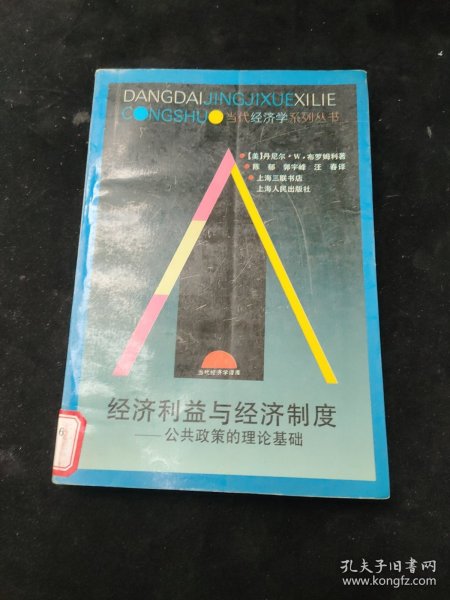 DANGDAIJINGJIXUEXILIE
CONGSHU 当代经济学系列丛书
[美]丹尼尔·W·布罗姆利著
陈郁 郭宇峰 汪春译
上海三联书店
上海人民出版社
当代经济学译库
经济利益与经济制度
——公共政策的理论基础
6
孔夫子旧书网
www.kongfz.com